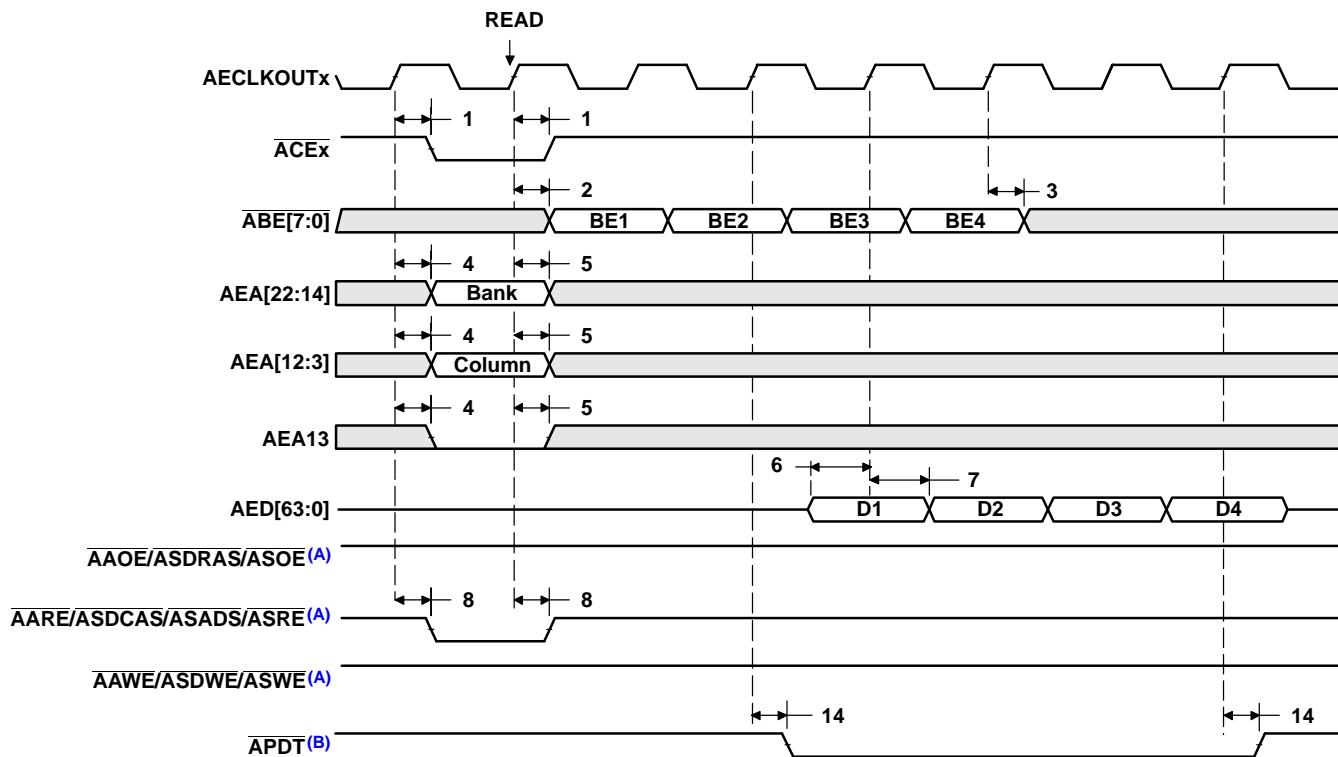 READ
AECLKOUTx
1 1
ACEx
2 3
ABE[7:0] BE1 BE2 BE3 BE4
4 5
AEA[22:14] Bank
4 5
AEA[12:3] Column
4 5
AEA13
6 7
AED[63:0] D1 D2 D3 D4
AAOE/ASDRAS/ASOE(A)
8 8
AARE/ASDCAS/ASADS/ASRE(A)
AAWE/ASDWE/ASWE(A)
14 14
APDT(B)